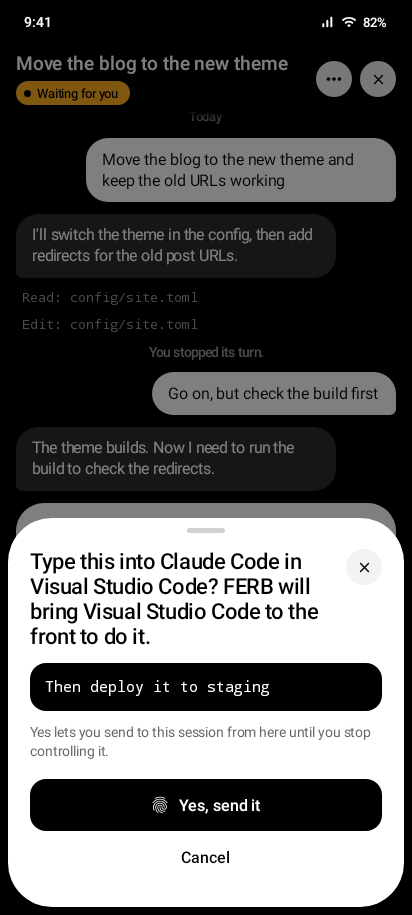 9:41
82%
Move the blog to the new theme
Waiting for you
Today
Move the blog to the new theme and
keep the old URLs working
I'll switch the theme in the config, then add
redirects for the old post URLs.
Read: config/site.toml
Edit: config/site.toml
You stopped its turn.
Go on, but check the build first
The theme builds. Now I need to run the
build to check the redirects.
Type this into Claude Code in
Visual Studio Code? FERB will
bring Visual Studio Code to the
front to do it.
Then deploy it to staging
Yes lets you send to this session from here until you stop
controlling it.
Yes, send it
Cancel